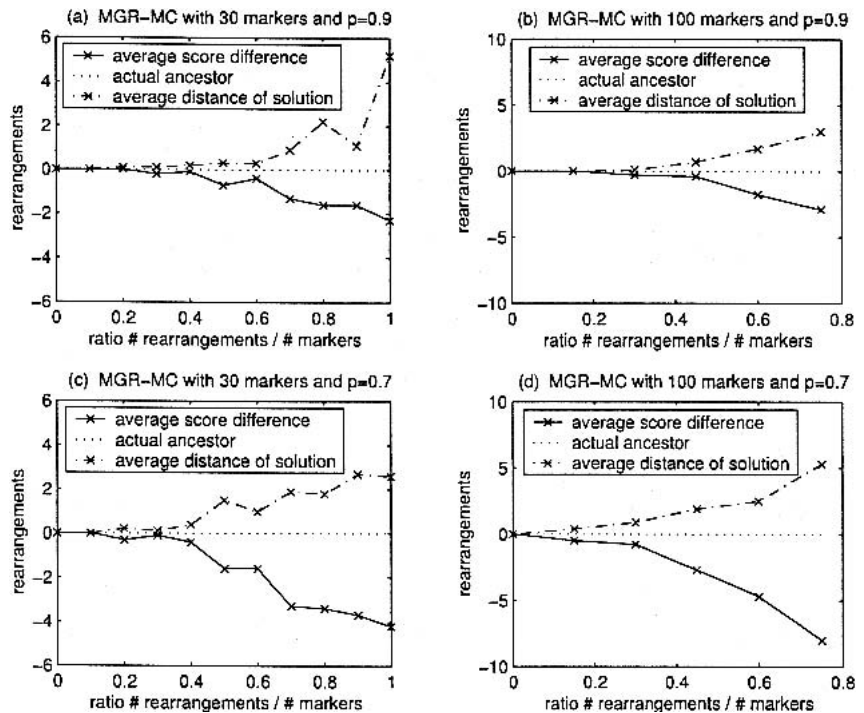 (a) MGR-MC with 30 markers and p=0.9
6
4
2
0
-2
-4
-6
rearrangements
average score difference
actual ancestor
average distance of solution
0 0.2 0.4 0.6 0.8 1
ratio # rearrangements / # markers
(b) MGR-MC with 100 markers and p=0.9
10
5
0
-5
-10
rearrangements
average score difference
actual ancestor
average distance of solution
0 0.2 0.4 0.6 0.8
ratio # rearrangements / # markers
(c) MGR-MC with 30 markers and p=0.7
6
4
2
0
-2
-4
-6
rearrangements
average score difference
actual ancestor
average distance of solution
0 0.2 0.4 0.6 0.8 1
ratio # rearrangements / # markers
(d) MGR-MC with 100 markers and p=0.7
10
5
0
-5
-10
rearrangements
average score difference
actual ancestor
average distance of solution
0 0.2 0.4 0.6 0.8
ratio # rearrangements / # markers